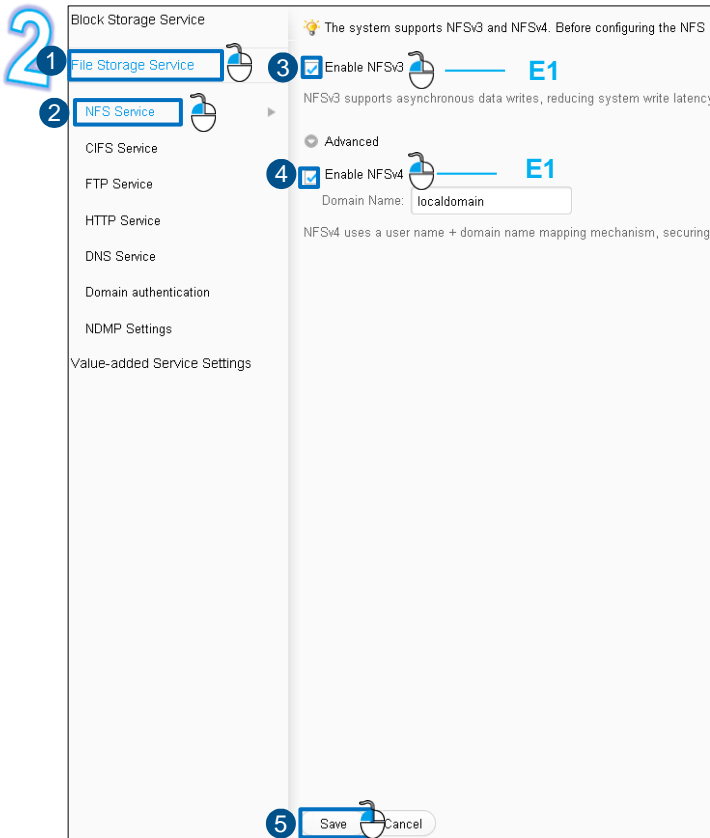 2
Block Storage Service
1
File Storage Service
2
NFS Service
CIFS Service
FTP Service
HTTP Service
DNS Service
Domain authentication
NDMP Settings
Value-added Service Settings
The system supports NFSv3 and NFSv4. Before configuring the NFS
3
Enable NFSv3
E1
NFSv3 supports asynchronous data writes, reducing system write latency
Advanced
4
Enable NFSv4
E1
Domain Name: localdomain
NFSv4 uses a user name + domain name mapping mechanism, securing
5
Save Cancel